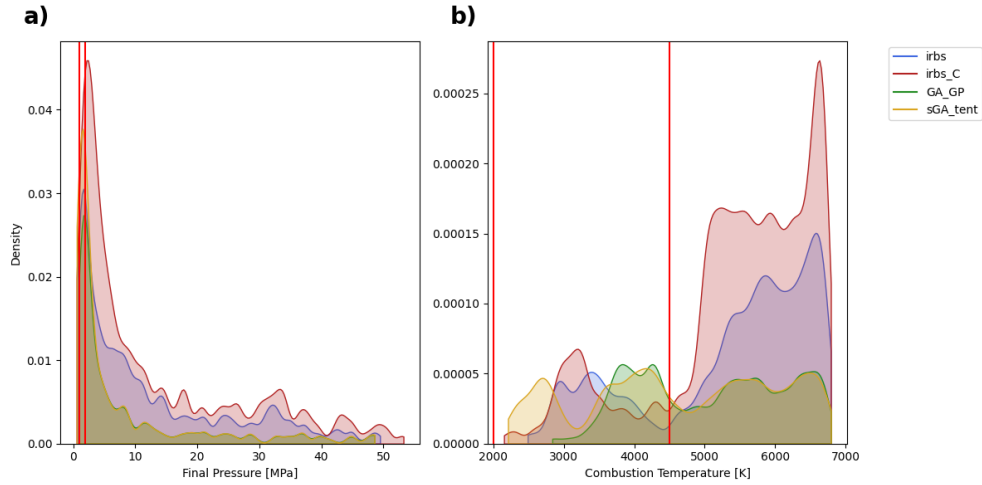 a)
b)
Density
0.00
0.01
0.02
0.03
0.04
0
10
20
30
40
50
Final Pressure [MPa]
0.00000
0.00005
0.00010
0.00015
0.00020
0.00025
2000
3000
4000
5000
6000
7000
Combustion Temperature [K]
irbs
irbs_C
GA_GP
sGA_tent